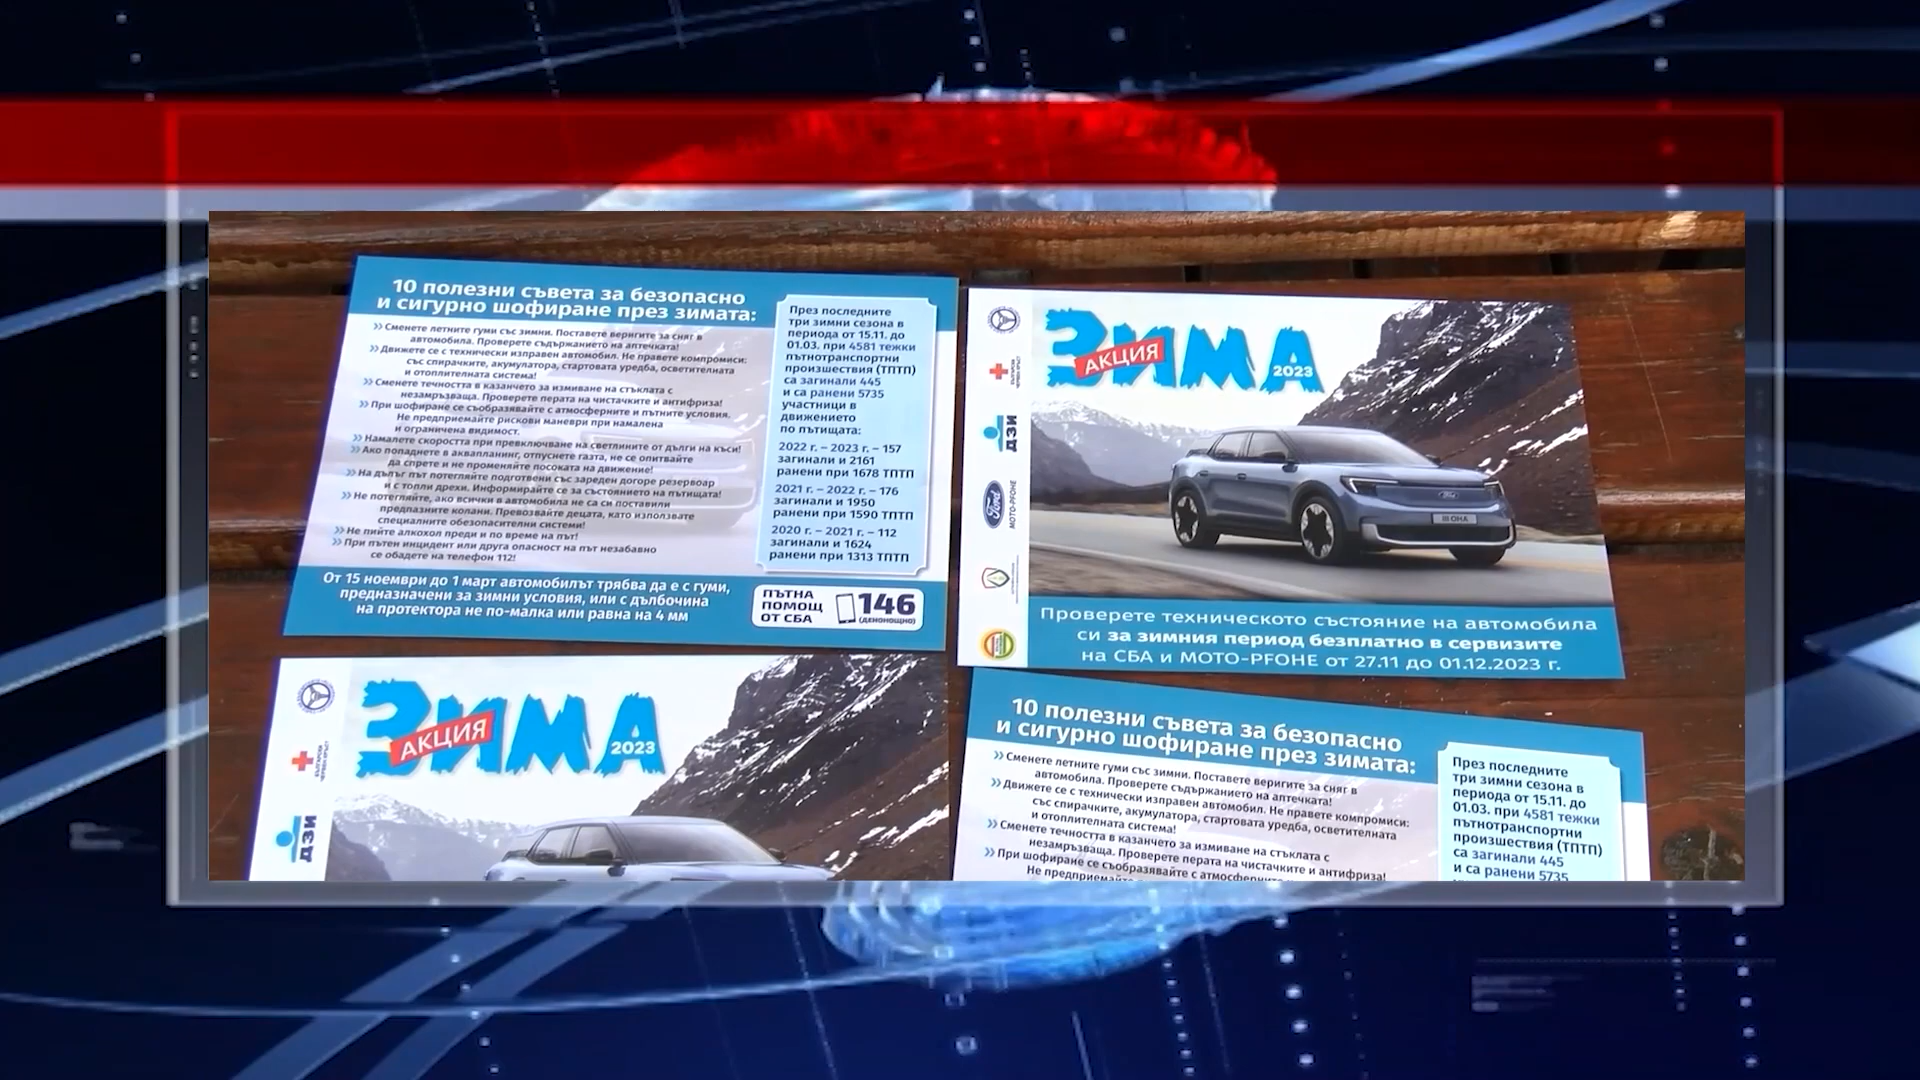 10 полезни съвета за безопасно
и сигурно шофиране през зимата:
Сменете летните гуми със зимни. Поставете веригите за сняг в
автомобила. Проверете съдържанието на аптечката!
Движете се с технически изправен автомобил. Не правете компромиси:
със спирачките, акумулатора, стартовата уредба, осветителната
и отоплителната система!
Сменете течността в казанчето за измиване на стъклата с
незамръзваща. Проверете перата на чистачките и антифриза!
При шофиране се съобразявайте с атмосферните и пътните условия.
Не предприемайте рискови маневри при намалена
и ограничена видимост.
Намалете скоростта при превключване на светлините от дълги на къси!
Ако попаднете в аквапланинг, отпуснете газта, не се опитвайте
да спрете и не променяйте посоката на движение!
На дълъг път потегляйте подготвени със зареден догоре резервоар
и с топли дрехи. Информирайте се за състоянието на пътищата!
Не потегляйте, ако всички в автомобила не са си поставили
предпазните колани. Превозвайте децата, като използвате
специалните обезопасителни системи!
Не пийте алкохол преди и по време на път!
При пътен инцидент или друга опасност на път незабавно
се обадете на телефон 112!
През последните
три зимни сезона в
периода от 15.11. до
01.03. при 4581 тежки
пътнотранспортни
произшествия (ТПТП)
са загинали 445
и са ранени 5735
участници в
движението
по пътищата:
2022 г. – 2023 г. – 157
загинали и 2161
ранени при 1678 ТПТП
2021 г. – 2022 г. – 176
загинали и 1950
ранени при 1590 ТПТП
2020 г. – 2021 г. – 112
загинали и 1624
ранени при 1313 ТПТП
От 15 ноември до 1 март автомобилът трябва да е с гуми,
предназначени за зимни условия, или с дълбочина
на протектора не по-малка или равна на 4 мм
ПЪТНА
ПОМОЩ
ОТ СБА
146
(денонощно)
ЗИМА
АКЦИЯ
2023
БЪЛГАРСКИ
ЧЕРВЕН КРЪСТ
ДЗИ
Ford
МОТО-PFOHE
Проверете техническото състояние на автомобила
си за зимния период безплатно в сервизите
на СБА и МОТО-PFOHE от 27.11 до 01.12.2023 г.
ЗИМА
АКЦИЯ
2023
БЪЛГАРСКИ
ЧЕРВЕН КРЪСТ
ДЗИ
10 полезни съвета за безопасно
и сигурно шофиране през зимата:
Сменете летните гуми със зимни. Поставете веригите за сняг в
автомобила. Проверете съдържанието на аптечката!
Движете се с технически изправен автомобил. Не правете компромиси:
със спирачките, акумулатора, стартовата уредба, осветителната
и отоплителната система!
Сменете течността в казанчето за измиване на стъклата с
незамръзваща. Проверете перата на чистачките и антифриза!
При шофиране се съобразявайте с атмосферните
Не предприемайте
През последните
три зимни сезона в
периода от 15.11. до
01.03. при 4581 тежки
пътнотранспортни
произшествия (ТПТП)
са загинали 445
и са ранени 5735